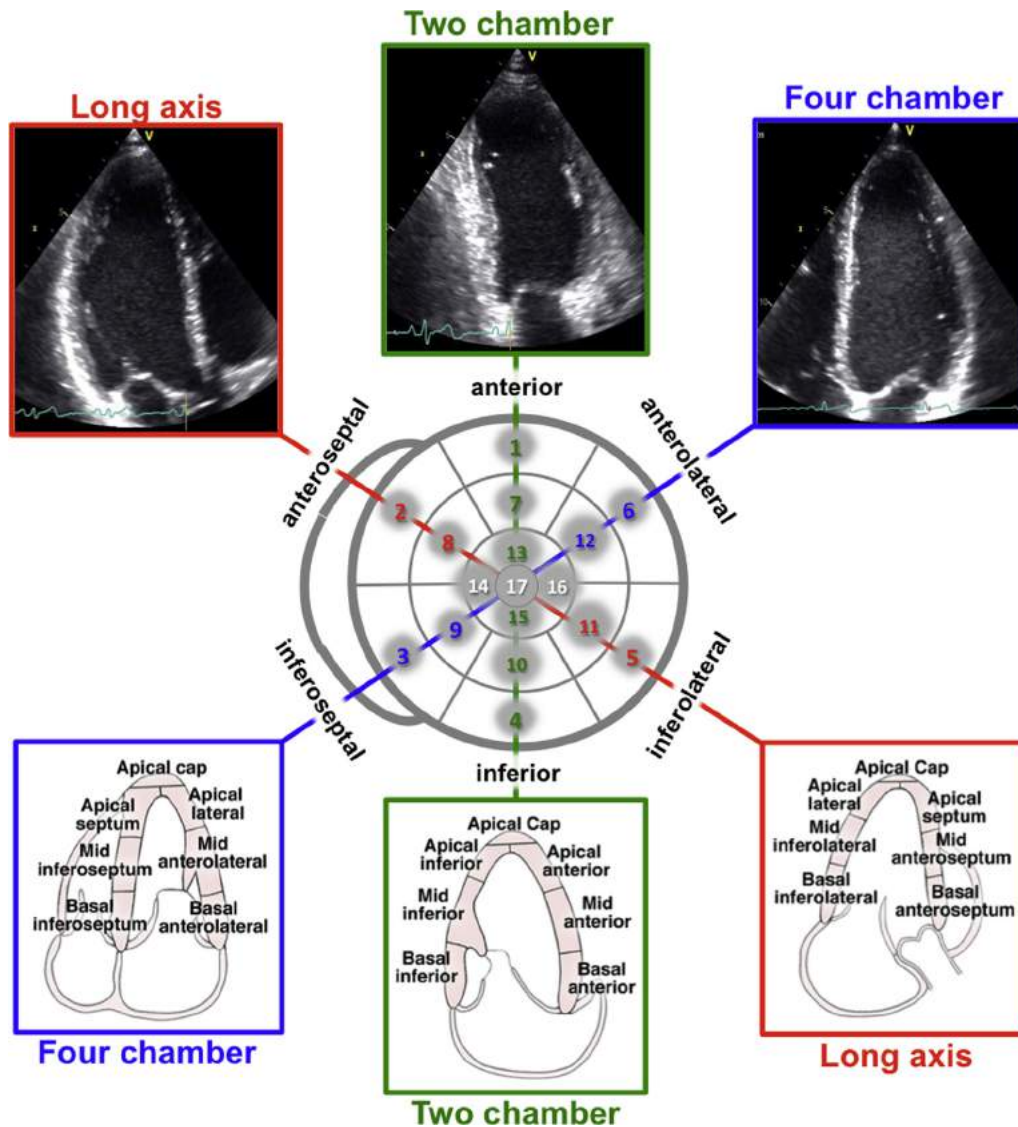 Two chamber
Long axis
Four chamber
V
V
V
5
5
10
anterior
anteroseptal
anterolateral
1
2
7
6
8
12
13
14
17
16
15
9
11
3
10
5
4
inferoseptal
inferolateral
inferior
Apical cap
Apical
septum
Apical
lateral
Mid
inferoseptum
Mid
anterolateral
Basal
inferoseptum
Basal
anterolateral
Four chamber
Apical Cap
Apical
inferior
Apical
anterior
Mid
inferior
Mid
anterior
Basal
inferior
Basal
anterior
Two chamber
Apical Cap
Apical
lateral
Apical
septum
Mid
inferolateral
Mid
anteroseptum
Basal
inferolateral
Basal
anteroseptum
Long axis